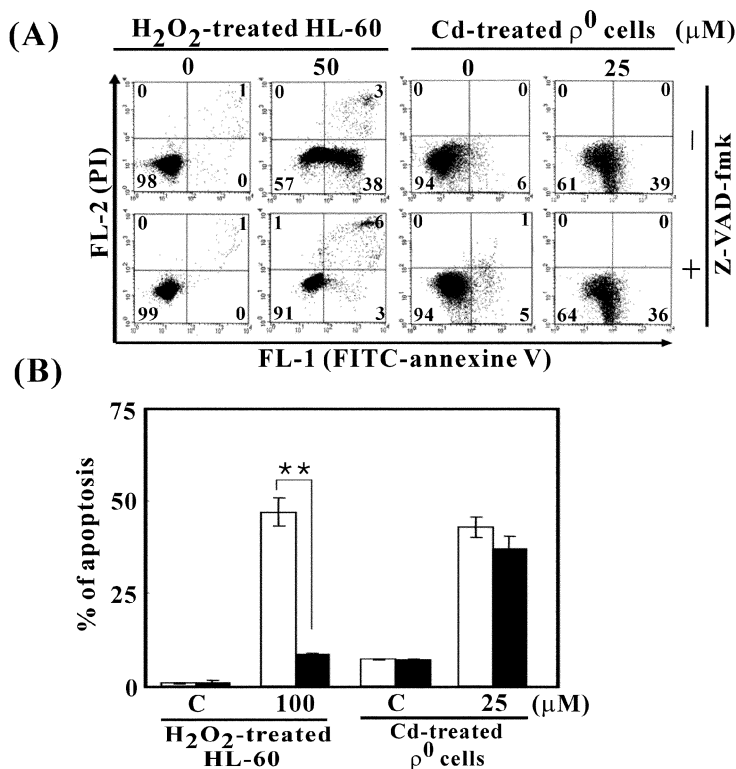 (A)
H2O2-treated HL-60 Cd-treated ρ0 cells (μM)
0 50 0 25
0 1 0 3 0 0 0 0
98 0 57 38 94 6 61 39
0 1 1 6 0 1 0 0
99 0 91 3 94 5 64 36
FL-2 (PI)
FL-1 (FITC-annexine V)
− +
Z-VAD-fmk
(B)
75
50
25
0
% of apoptosis
**
C 100 C 25 (μM)
H2O2-treated Cd-treated
HL-60 ρ0 cells